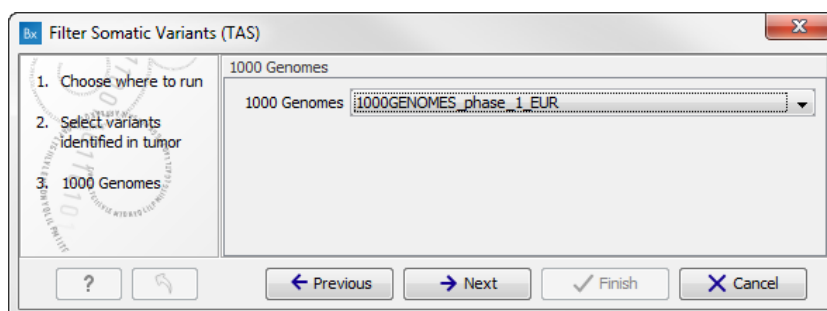 Bx Filter Somatic Variants (TAS)
1. Choose where to run
2. Select variants
identified in tumor
3. 1000 Genomes
1000 Genomes
1000 Genomes 1000GENOMES_phase_1_EUR
? Previous Next Finish Cancel